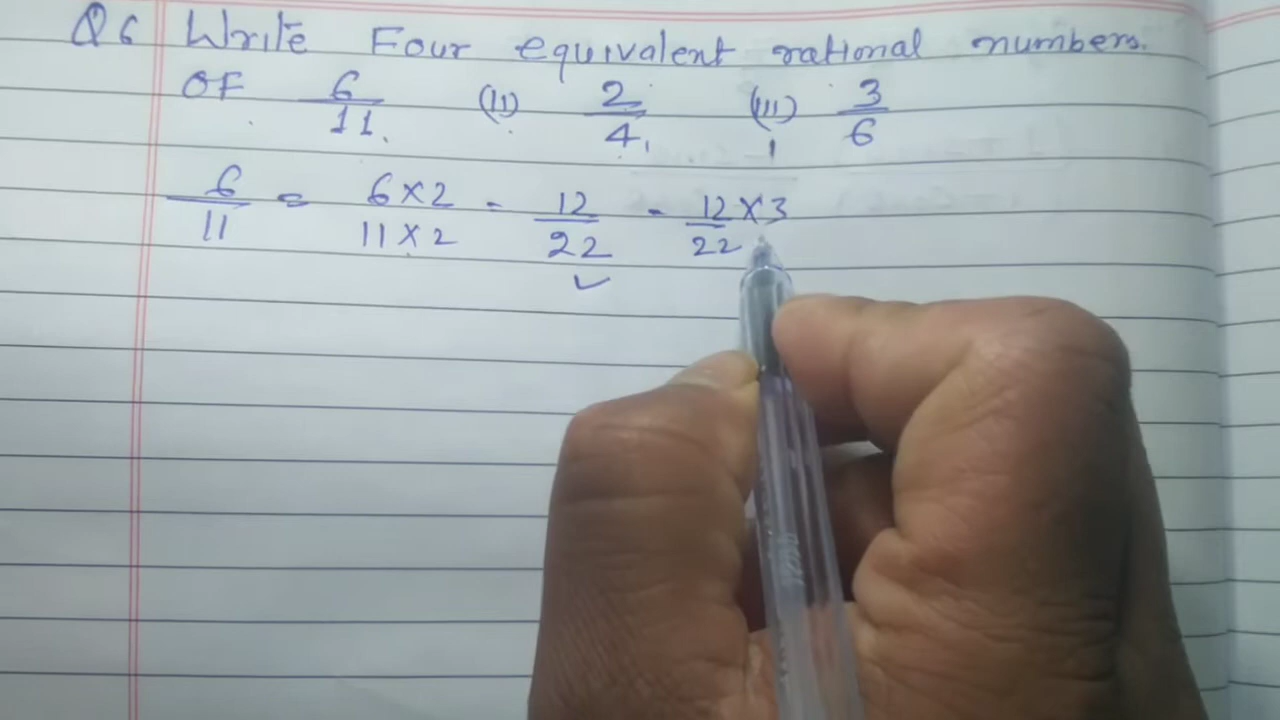 Q6 Write Four equivalent rational numbers.
OF 6/11. (II) 2/4, (III) 3/6
6/11 = 6×2/11×2 = 12/22 = 12×3/22